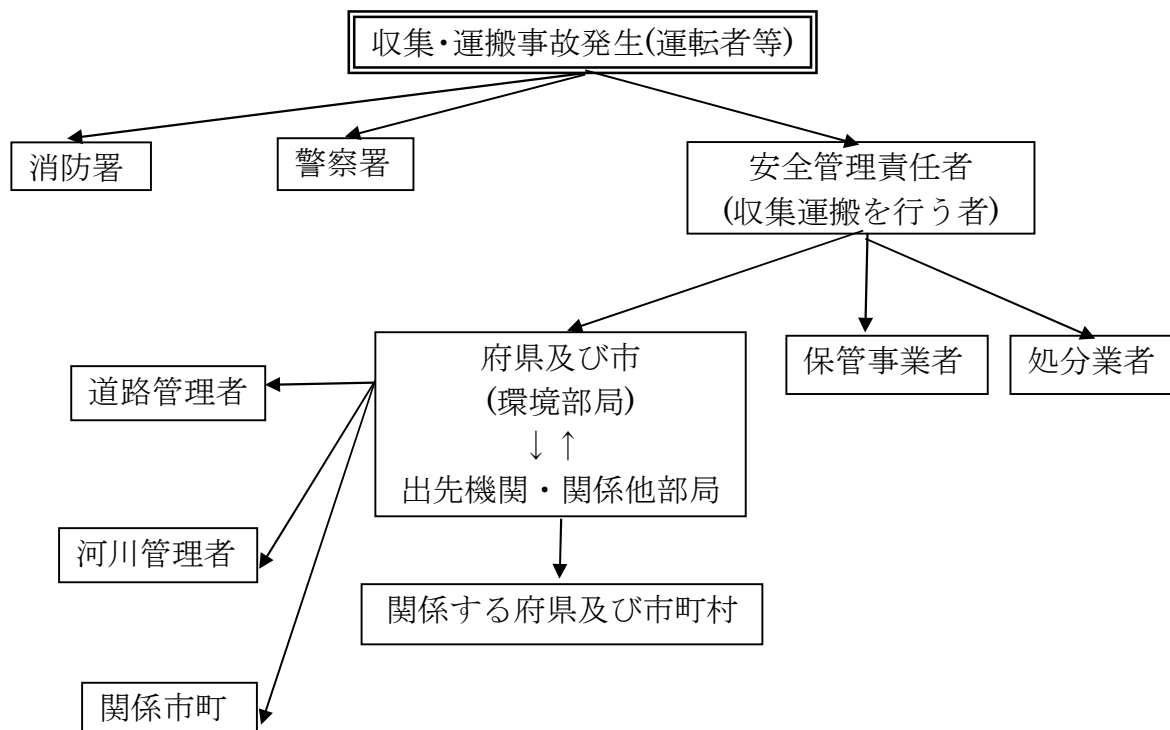 収集・運搬事故発生(運転者等)
消防署
警察署
安全管理責任者
(収集運搬を行う者)
府県及び市
(環境部局)
↓ ↑
出先機関・関係他部局
保管事業者
処分業者
道路管理者
河川管理者
関係する府県及び市町村
関係市町